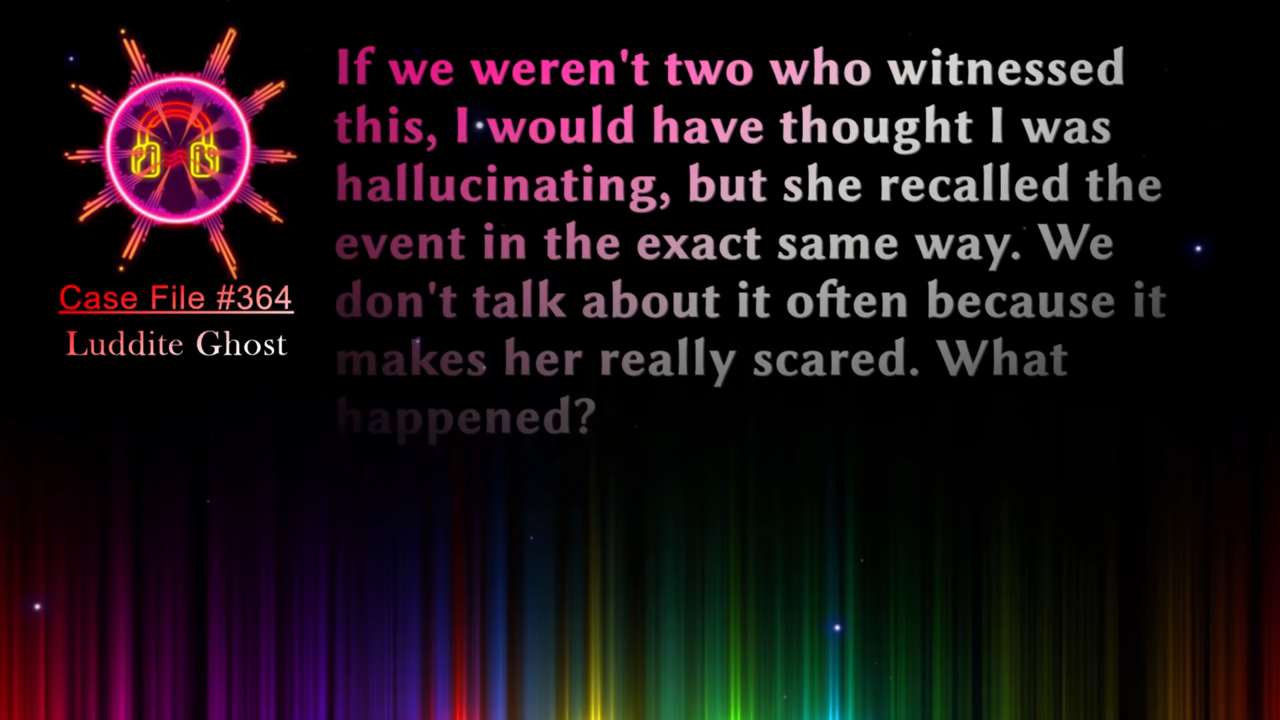 Case File #364
Luddite Ghost
If we weren't two who witnessed
this, I would have thought I was
hallucinating, but she recalled the
event in the exact same way. We
don't talk about it often because it
makes her really scared. What
happened?